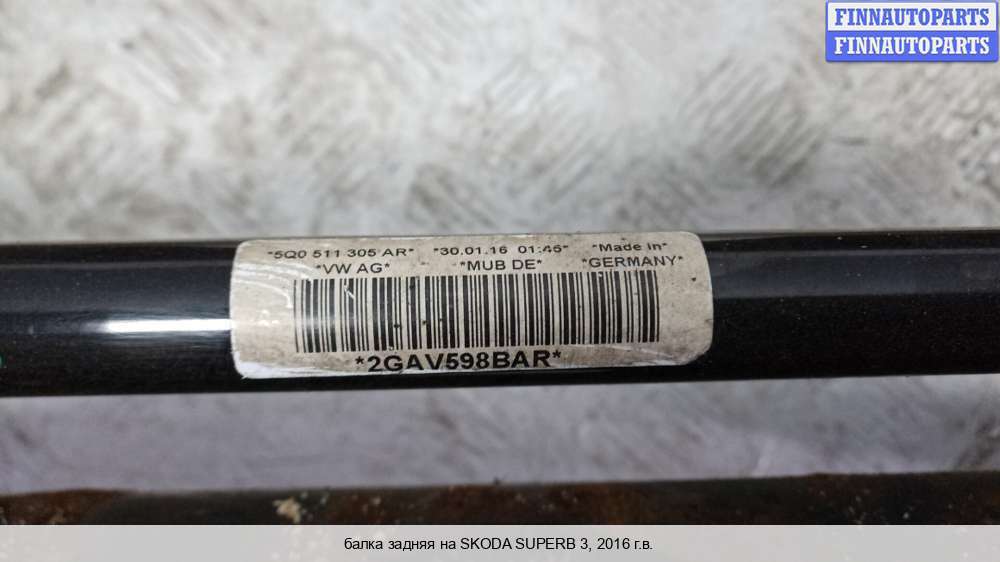 FINNAUTOPARTS
FINNAUTOPARTS
*5Q0 511 305 AR* *30.01.16 01:46* *Made in*
*VW AG* *MUB DE* *GERMANY*
*2GAV598BAR*
балка задняя на SKODA SUPERB 3, 2016 г.в.